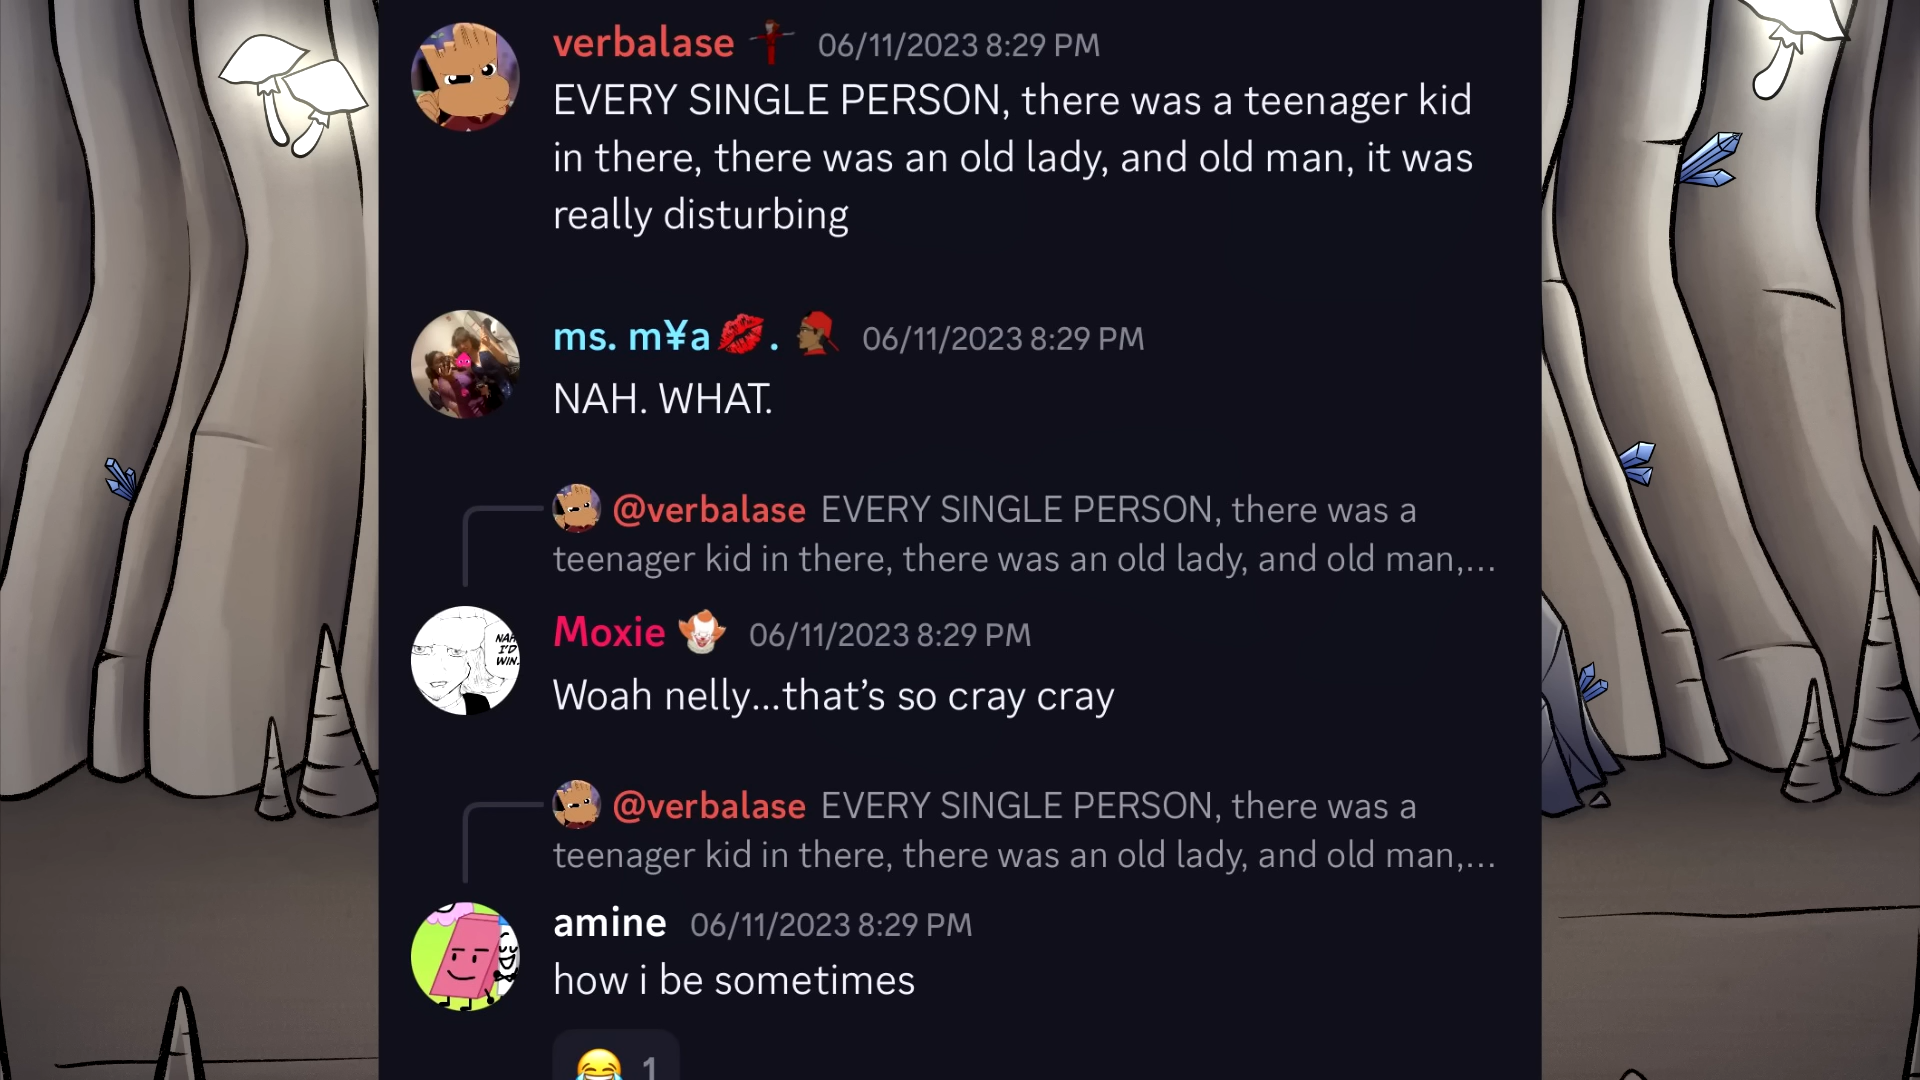 verbalase 06/11/2023 8:29 PM
EVERY SINGLE PERSON, there was a teenager kid
in there, there was an old lady, and old man, it was
really disturbing
ms. m¥a💋. 06/11/2023 8:29 PM
NAH. WHAT.
@verbalase EVERY SINGLE PERSON, there was a
teenager kid in there, there was an old lady, and old man,...
NAH
I'D
WIN.
Moxie 06/11/2023 8:29 PM
Woah nelly...that's so cray cray
@verbalase EVERY SINGLE PERSON, there was a
teenager kid in there, there was an old lady, and old man,...
amine 06/11/2023 8:29 PM
how i be sometimes
😂 1